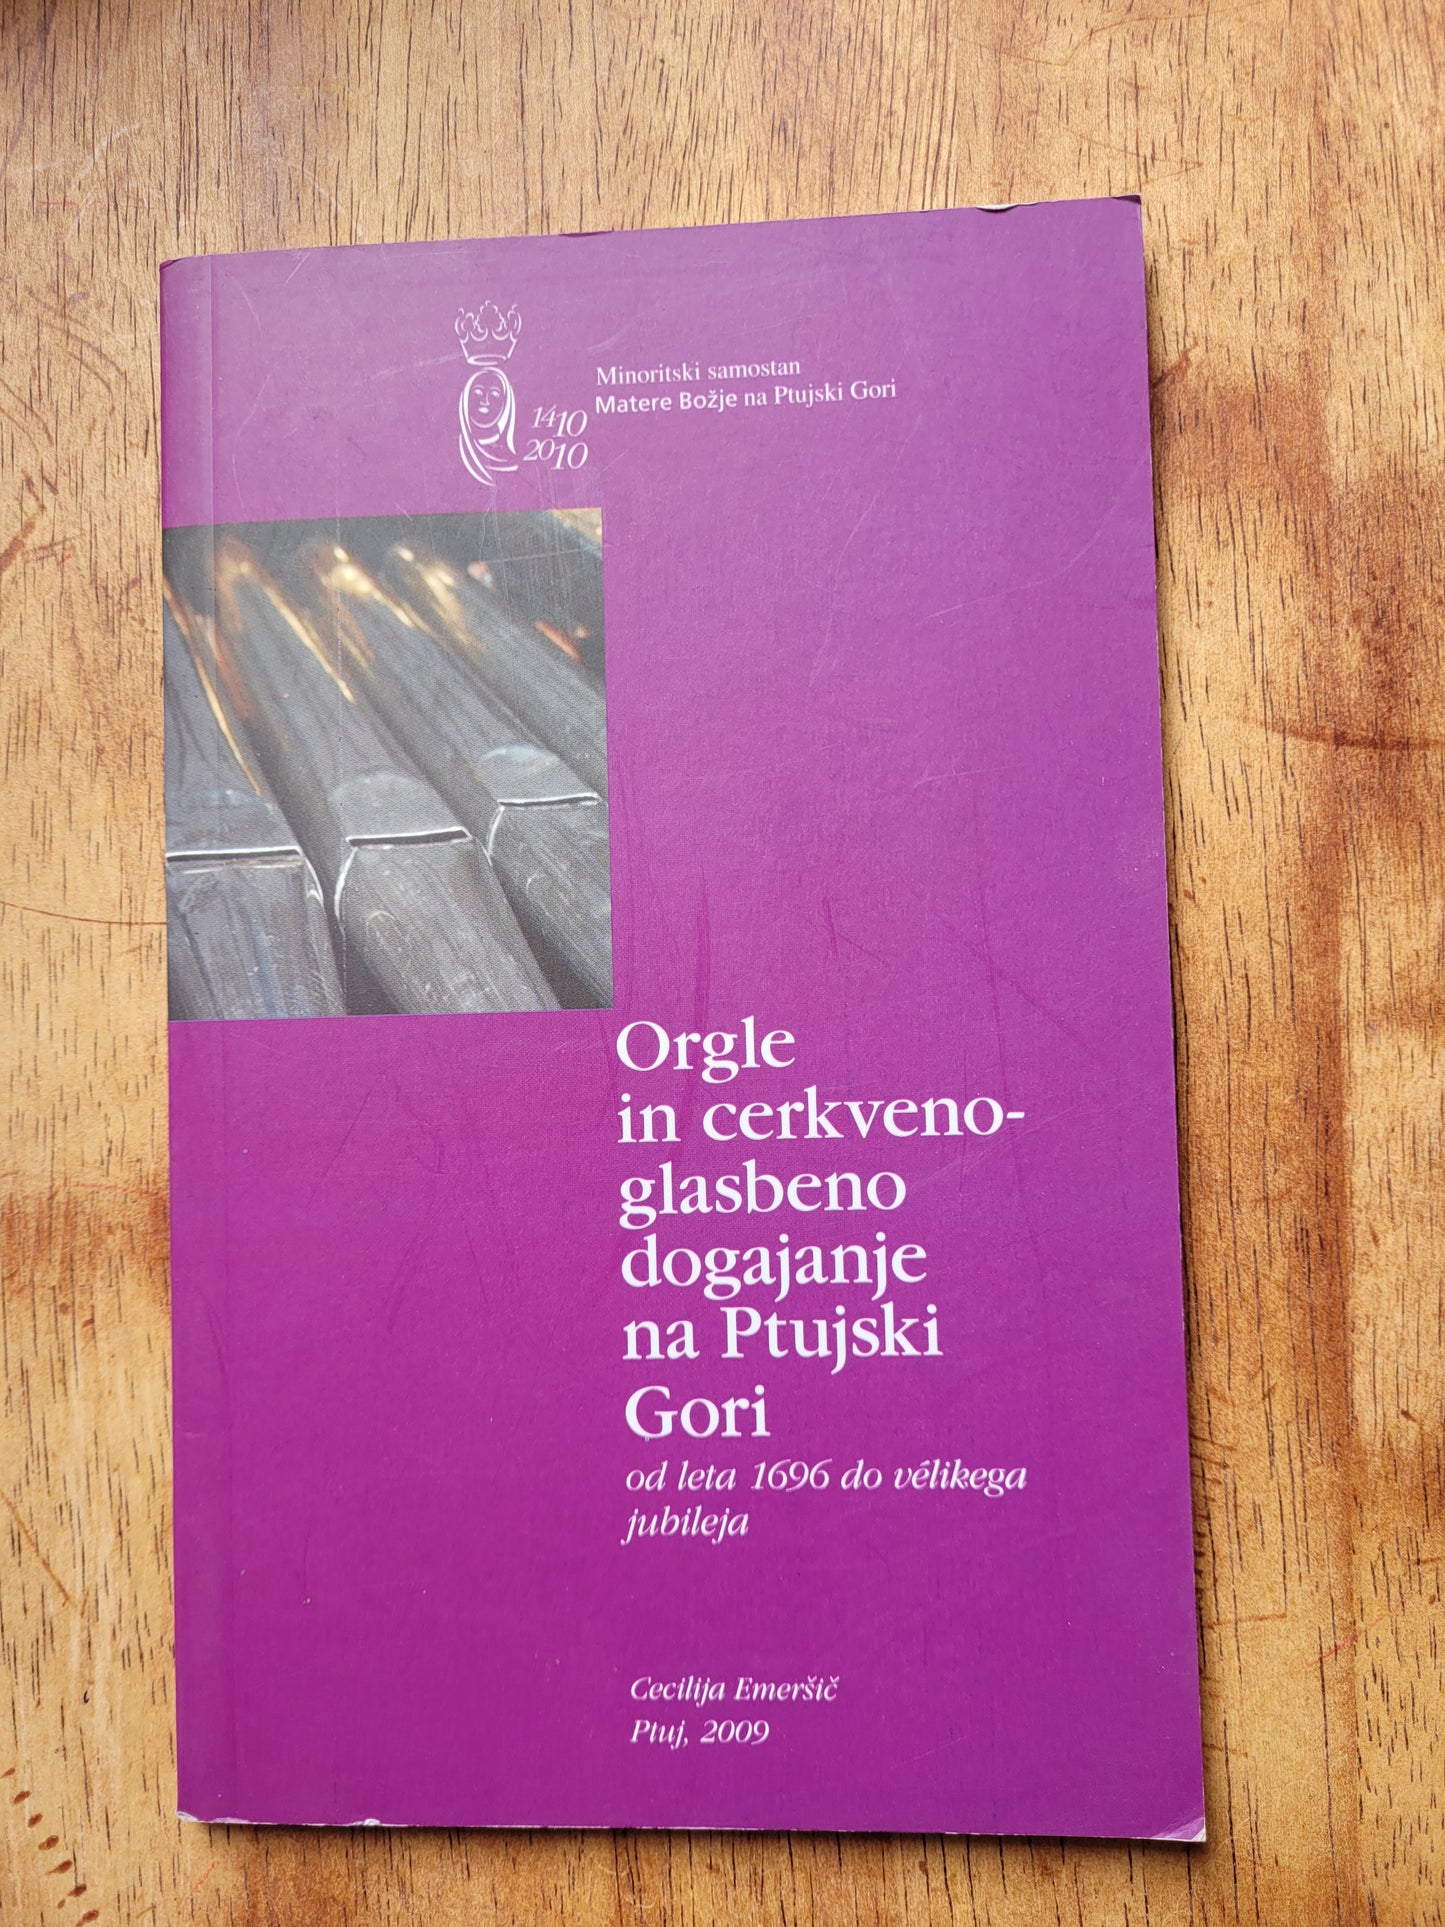 Minoritski samostan
Matere Božje na Ptujski Gori
1410
2010
Orgle
in cerkveno-
glasbeno
dogajanje
na Ptujski
Gori
od leta 1696 do vélikega
jubileja
Cecilija Emeršič
Ptuj, 2009